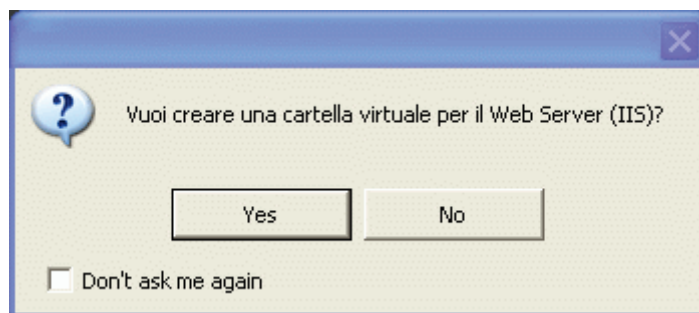 Vuoi creare una cartella virtuale per il Web Server (IIS)?
Yes No
Don't ask me again